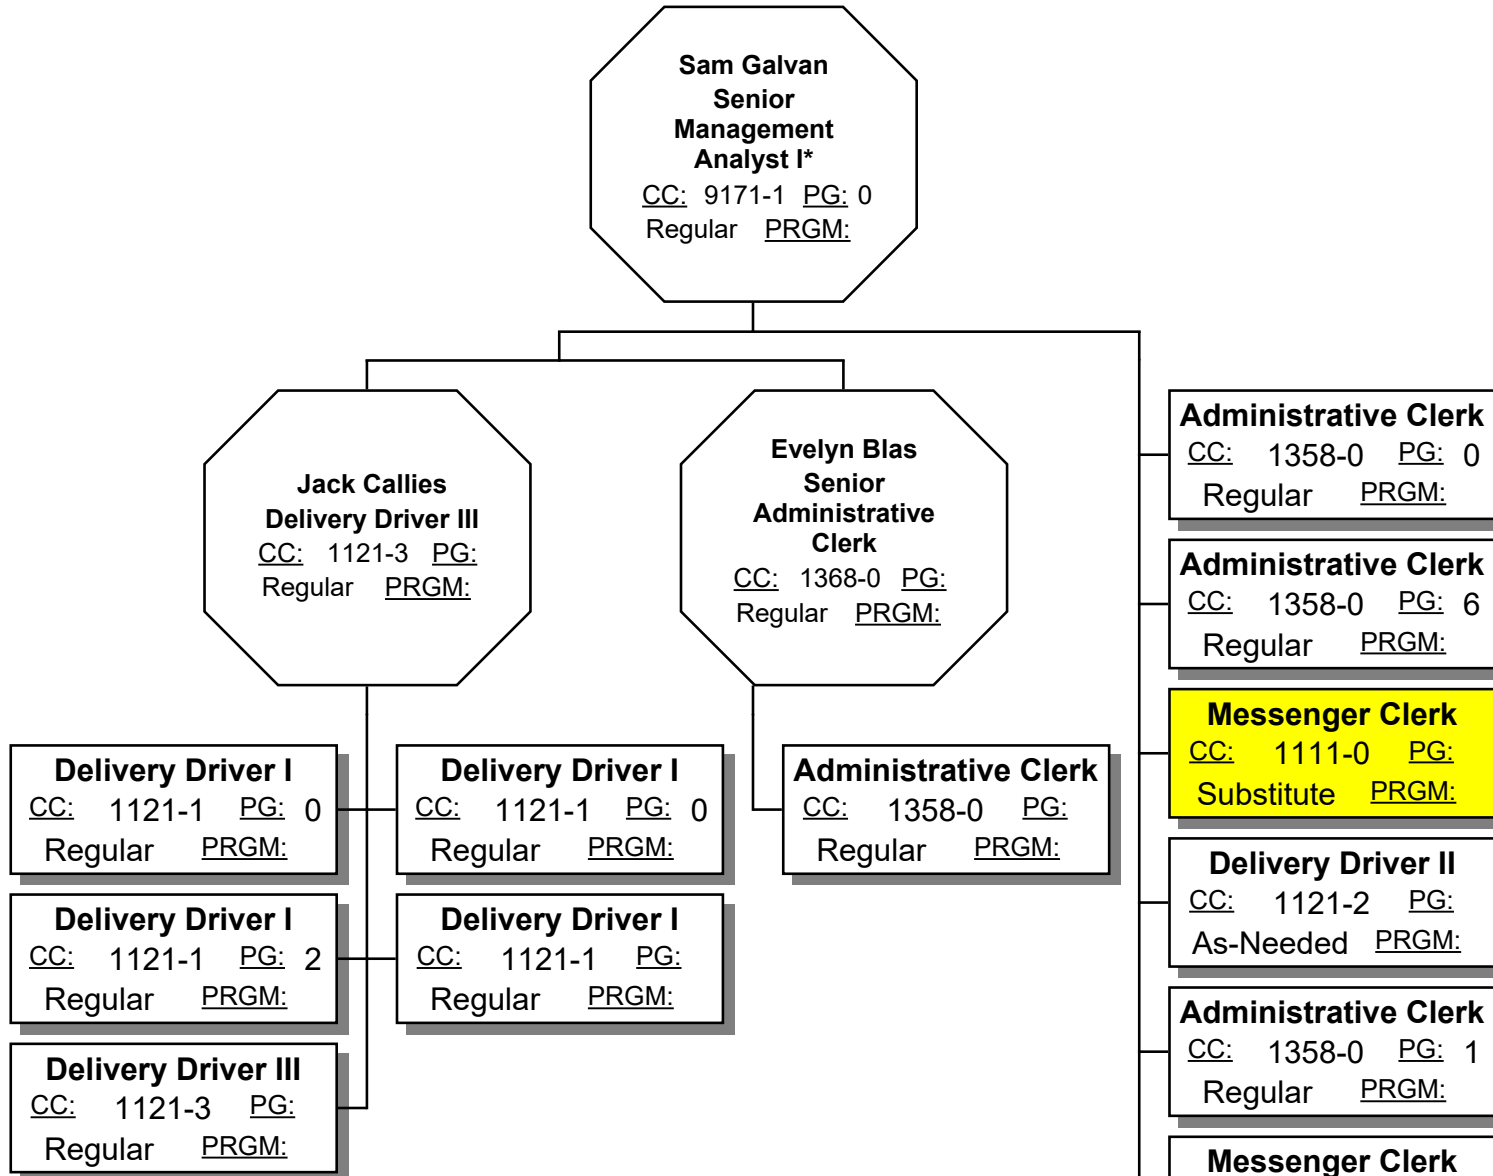 Sam Galvan
Senior
Management
Analyst I*
CC: 9171-1 PG: 0
Regular PRGM:
Jack Callies
Delivery Driver III
CC: 1121-3 PG:
Regular PRGM:
Evelyn Blas
Senior
Administrative
Clerk
CC: 1368-0 PG:
Regular PRGM:
Delivery Driver I
CC: 1121-1 PG: 0
Regular PRGM:
Delivery Driver I
CC: 1121-1 PG: 0
Regular PRGM:
Delivery Driver I
CC: 1121-1 PG: 2
Regular PRGM:
Delivery Driver I
CC: 1121-1 PG:
Regular PRGM:
Delivery Driver III
CC: 1121-3 PG:
Regular PRGM:
Administrative Clerk
CC: 1358-0 PG:
Regular PRGM:
Administrative Clerk
CC: 1358-0 PG: 0
Regular PRGM:
Administrative Clerk
CC: 1358-0 PG: 6
Regular PRGM:
Messenger Clerk
CC: 1111-0 PG:
Substitute PRGM:
Delivery Driver II
CC: 1121-2 PG:
As-Needed PRGM:
Administrative Clerk
CC: 1358-0 PG: 1
Regular PRGM:
Messenger Clerk